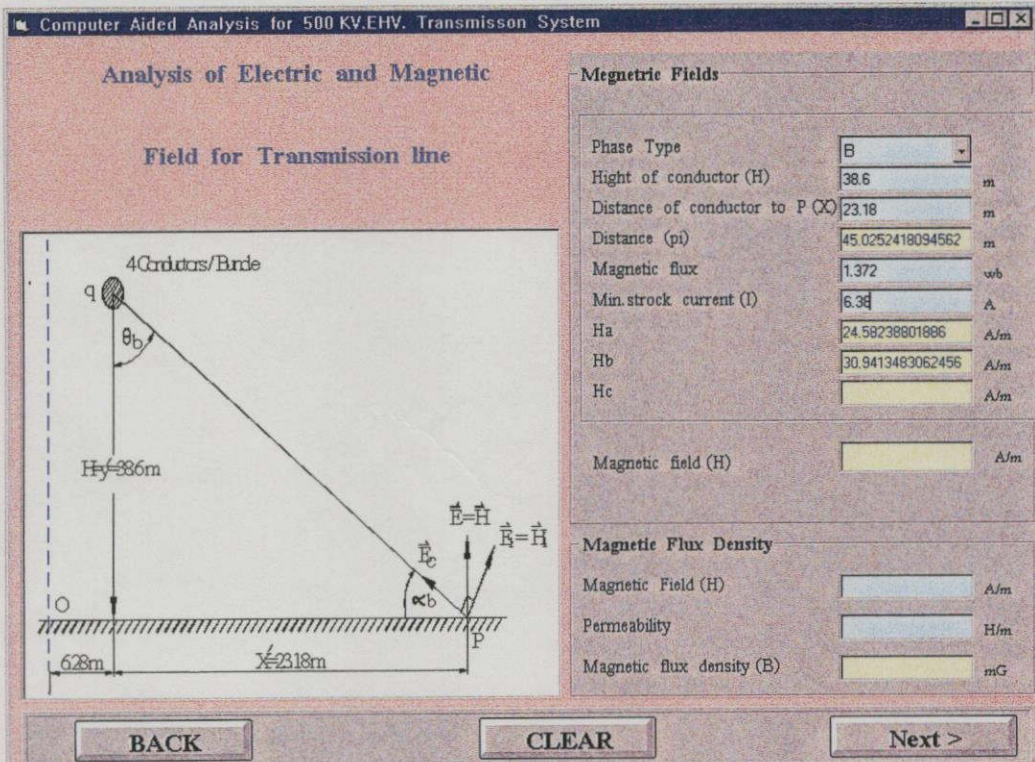 Computer Aided Analysis for 500 KV.EHV. Transmisson System
Analysis of Electric and Magnetic
Field for Transmission line
4Conductors/Bundle
q
θb
H=y'=38.6m
E⃗=H⃗
E⃗₁=H⃗₁
E⃗c
αb
O
P
6.28m
X'=23.18m
Megnetric Fields
Phase Type B
Hight of conductor (H) 38.6 m
Distance of conductor to P (X) 23.18 m
Distance (pi) 45.0252418094562 m
Magnetic flux 1.372 wb
Min.strock current (I) 6.38 A
Ha 24.58238801886 A/m
Hb 30.9413483062456 A/m
Hc A/m
Magnetic field (H) A/m
Magnetic Flux Density
Magnetic Field (H) A/m
Permeability H/m
Magnetic flux density (B) mG
BACK
CLEAR
Next >